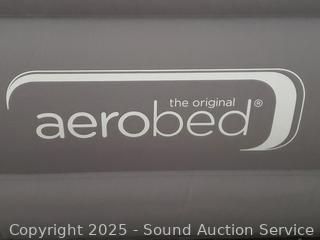 the original
aerobed®
Copyright © 2025 - Sound Auction Service